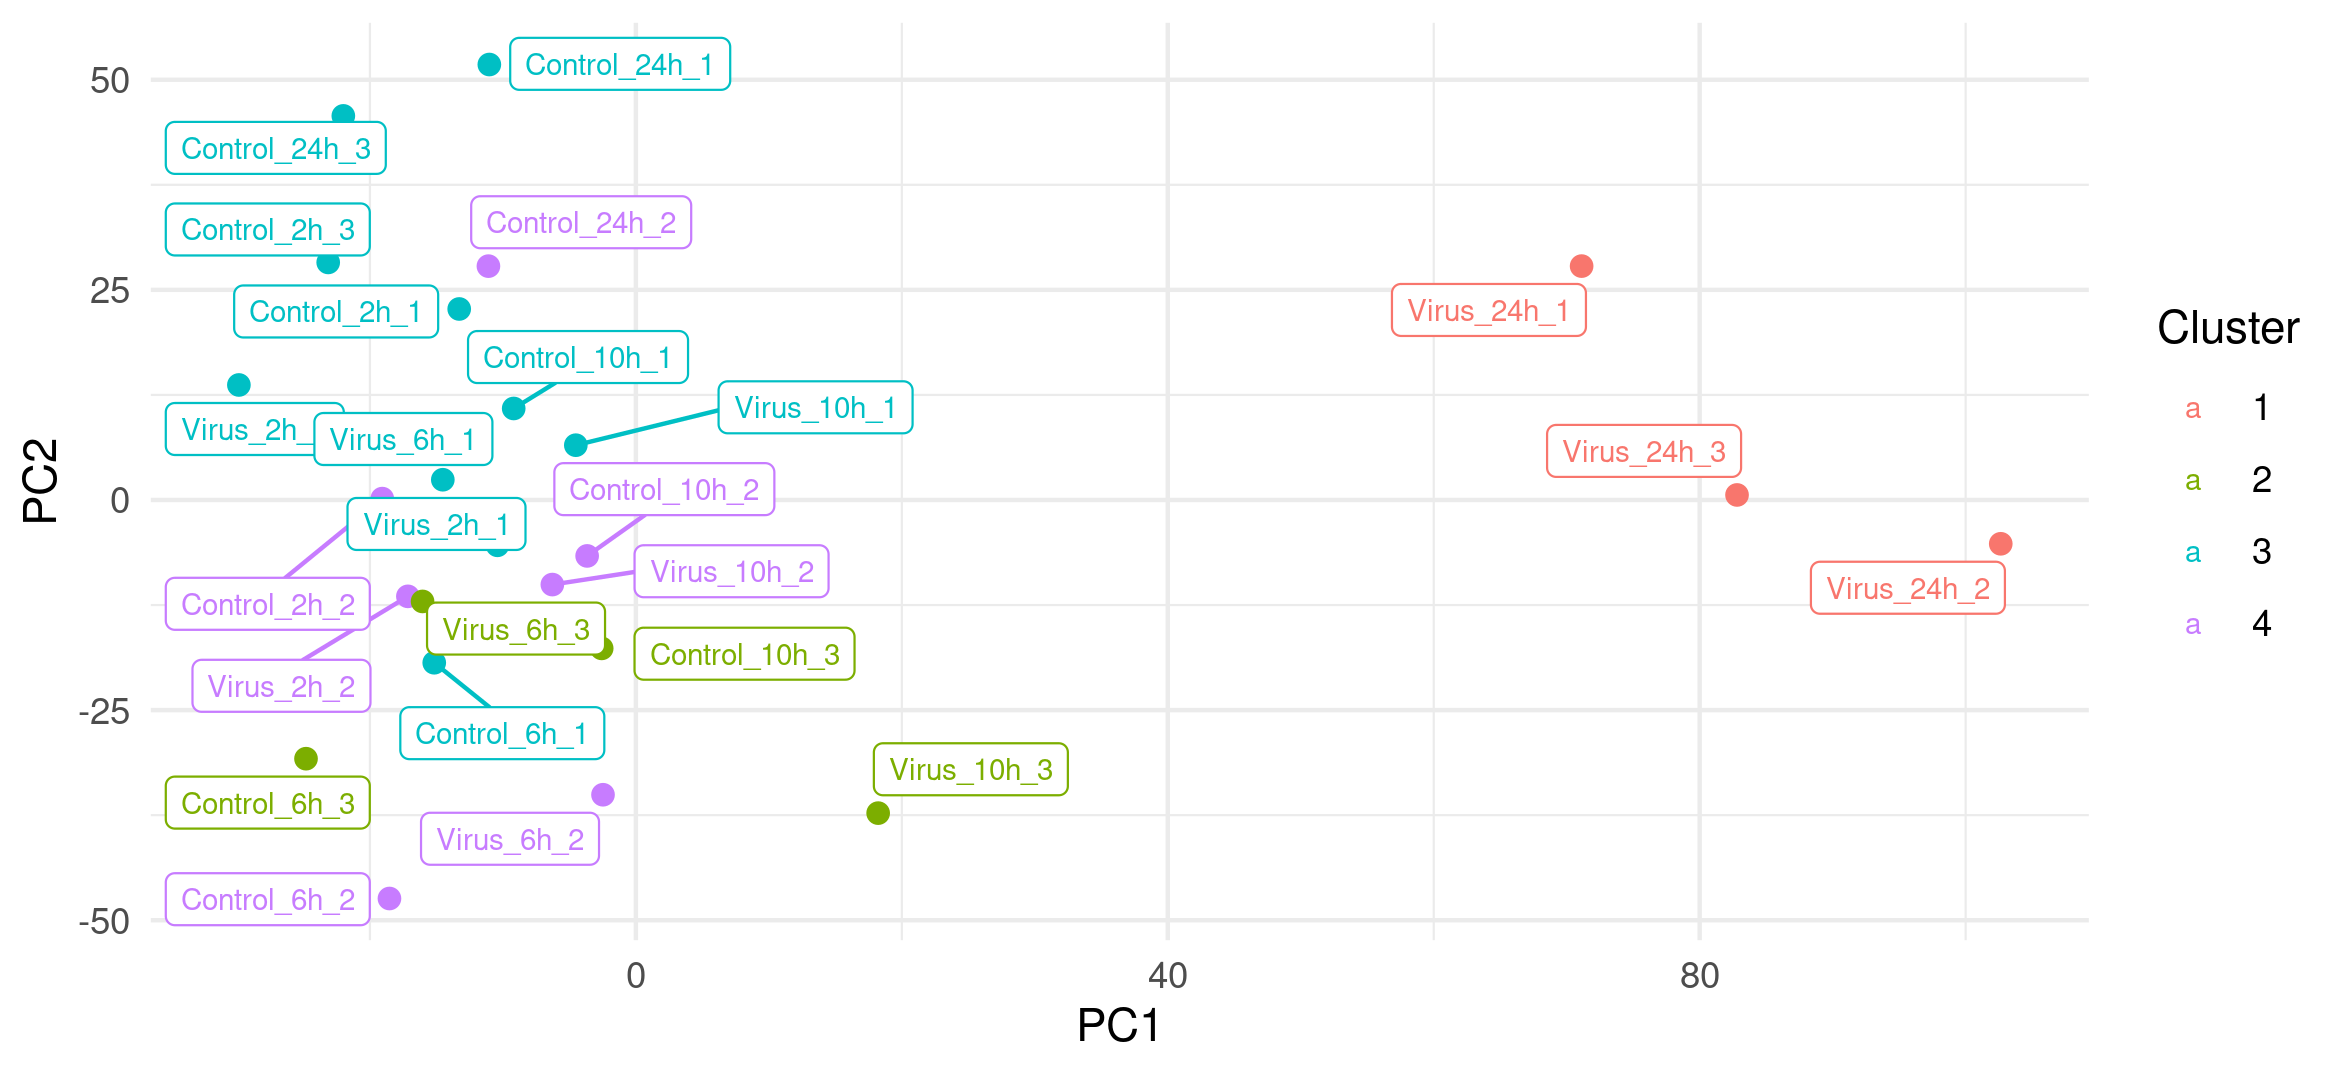 Control_24h_1
50
Control_24h_3
Control_2h_3
Control_24h_2
25
Control_2h_1
Virus_24h_1
Cluster
Control_10h_1
Virus_10h_1
a 1
Virus_2h_
Virus_6h_1
Virus_24h_3
a 2
PC2
0
Control_10h_2
Virus_2h_1
a 3
Virus_10h_2
Virus_24h_2
Control_2h_2
Virus_6h_3
a 4
Control_10h_3
Virus_2h_2
-25
Control_6h_1
Virus_10h_3
Control_6h_3
Virus_6h_2
Control_6h_2
-50
0 40 80
PC1